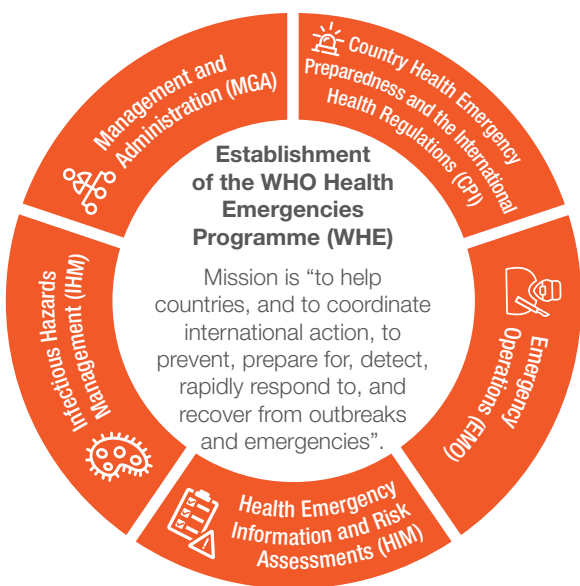 Establishment
of the WHO Health
Emergencies
Programme (WHE)
Mission is “to help
countries, and to coordinate
international action, to
prevent, prepare for, detect,
rapidly respond to, and
recover from outbreaks
and emergencies”.
Country Health Emergency
Preparedness and the International
Health Regulations (CPI)
Emergency
Operations (EMO)
Health Emergency
Information and Risk
Assessments (HIM)
Infectious Hazards
Management (IHM)
Management and
Administration (MGA)